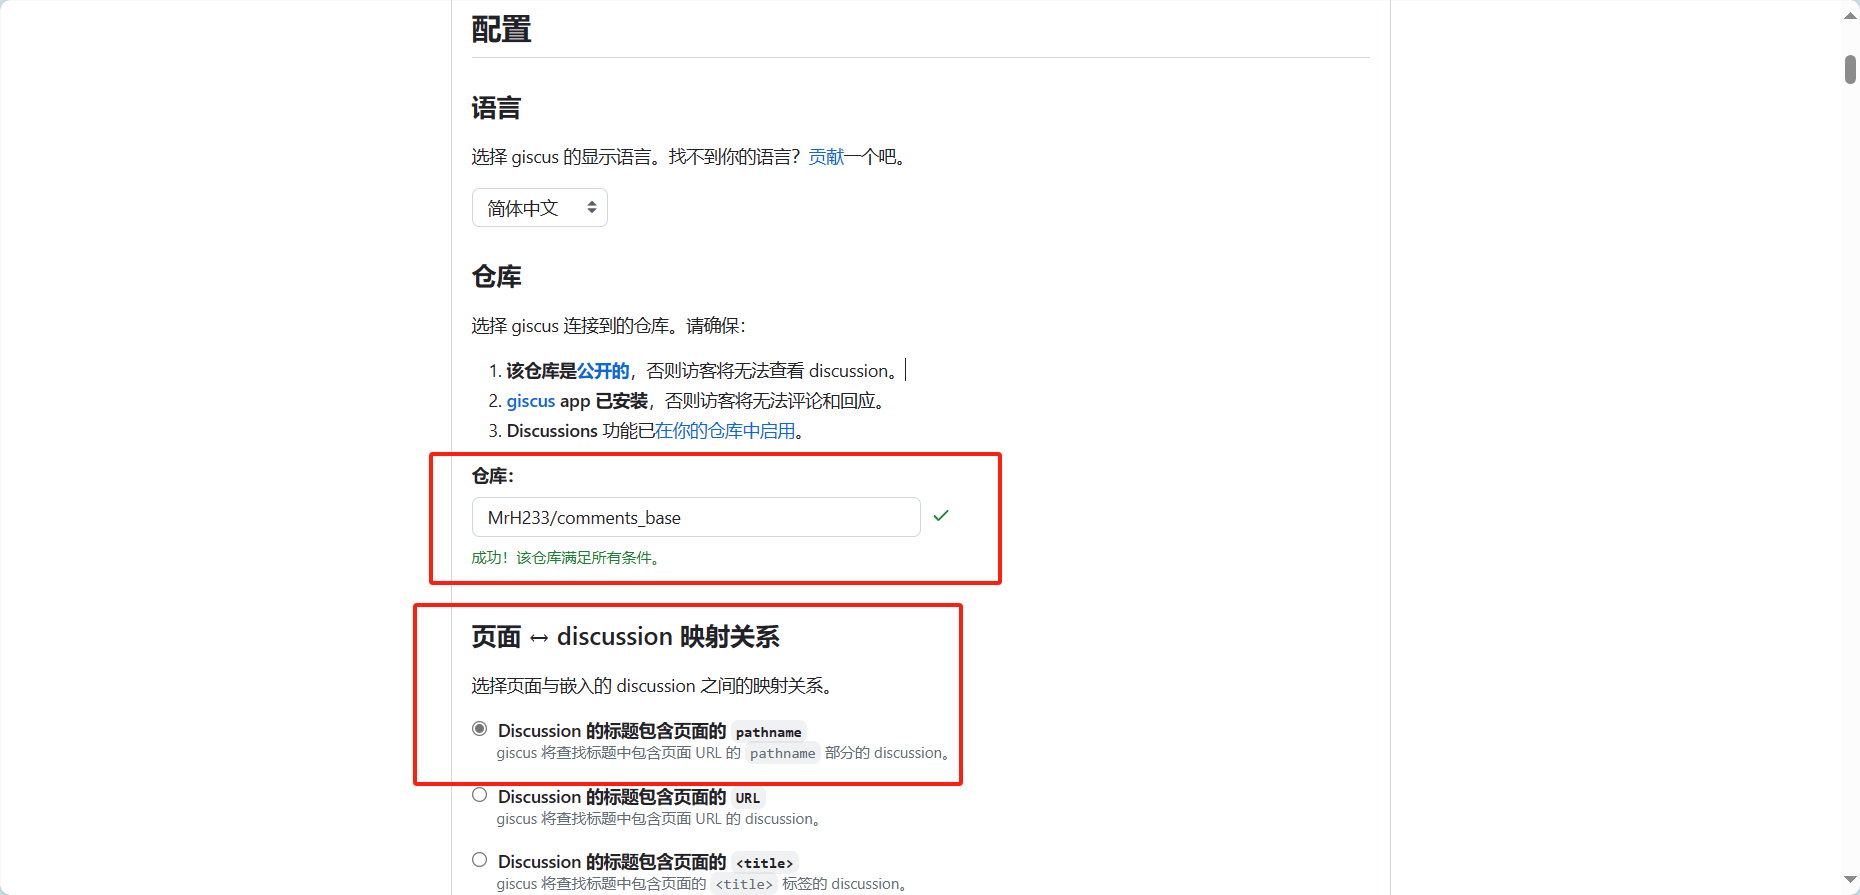 配置
语言
选择 giscus 的显示语言。找不到你的语言？贡献一个吧。
简体中文
仓库
选择 giscus 连接到的仓库。请确保：
1. 该仓库是公开的，否则访客将无法查看 discussion。
2. giscus app 已安装，否则访客将无法评论和回应。
3. Discussions 功能已在你的仓库中启用。
仓库：
MrH233/comments_base
成功！该仓库满足所有条件。
页面 ↔ discussion 映射关系
选择页面与嵌入的 discussion 之间的映射关系。
Discussion 的标题包含页面的 pathname
giscus 将查找标题中包含页面 URL 的 pathname 部分的 discussion。
Discussion 的标题包含页面的 URL
giscus 将查找标题中包含页面 URL 的 discussion。
Discussion 的标题包含页面的 <title>
giscus 将查找标题中包含页面的 <title> 标签的 discussion。